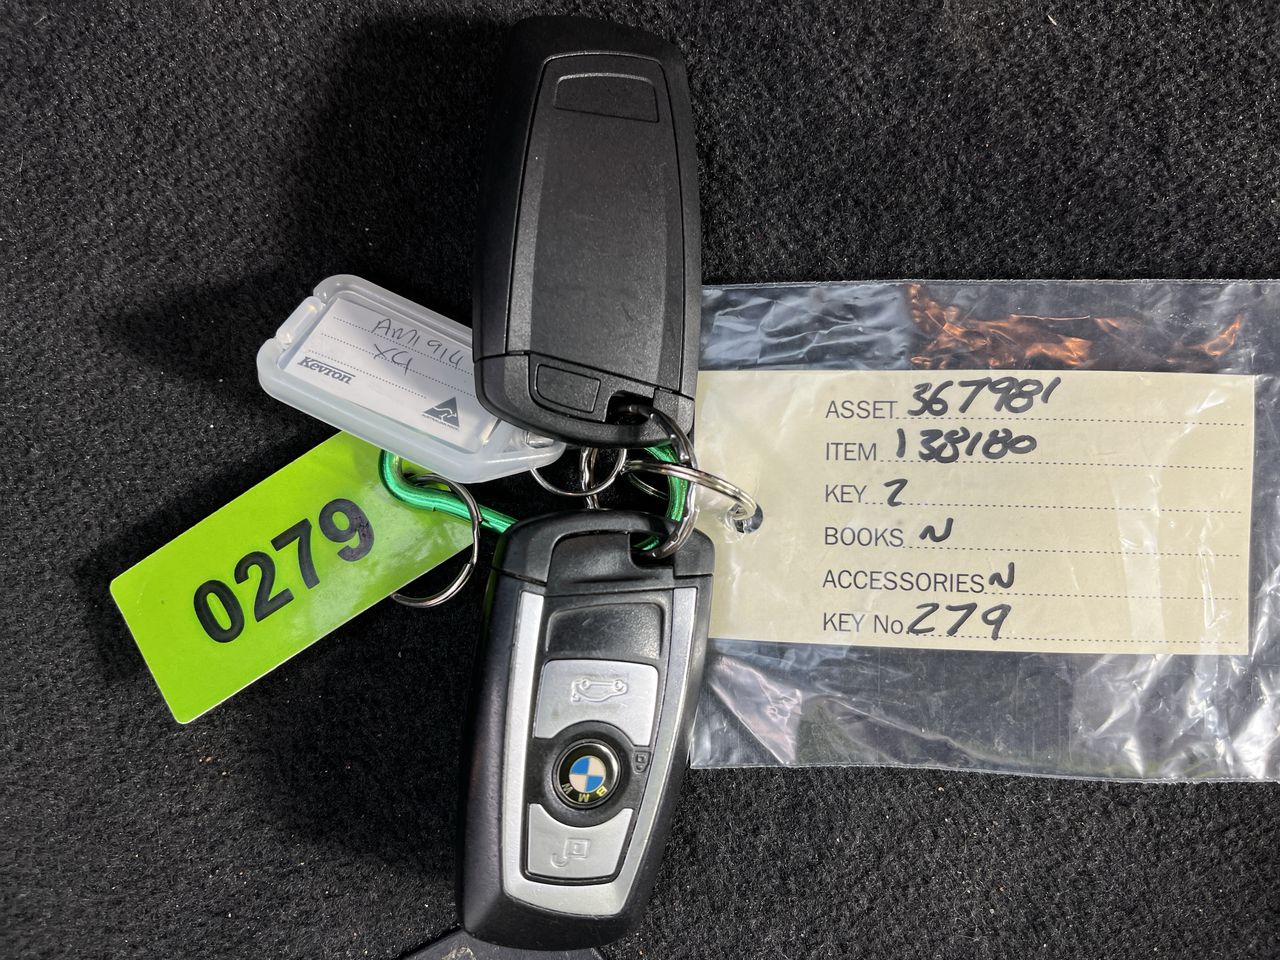 AM1914
X4
Kevron
0279
ASSET 367981
ITEM 138180
KEY 2
BOOKS N
ACCESSORIES N
KEY No. 279
BMW